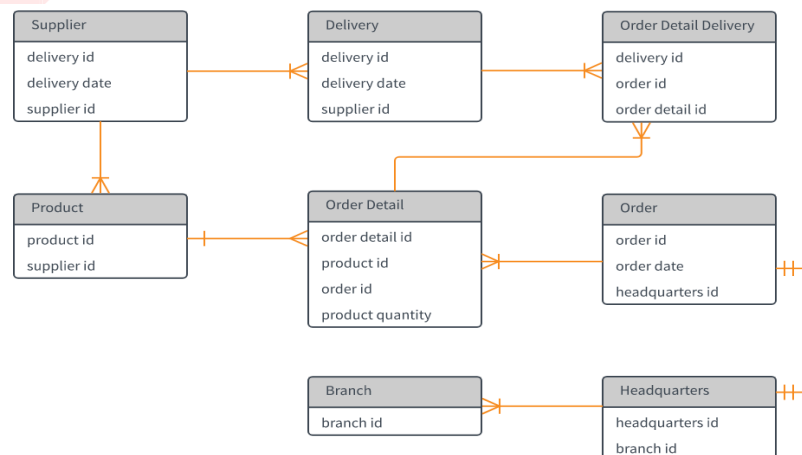 Supplier
delivery id
delivery date
supplier id
Delivery
delivery id
delivery date
supplier id
Order Detail Delivery
delivery id
order id
order detail id
Product
product id
supplier id
Order Detail
order detail id
product id
order id
product quantity
Order
order id
order date
headquarters id
Branch
branch id
Headquarters
headquarters id
branch id